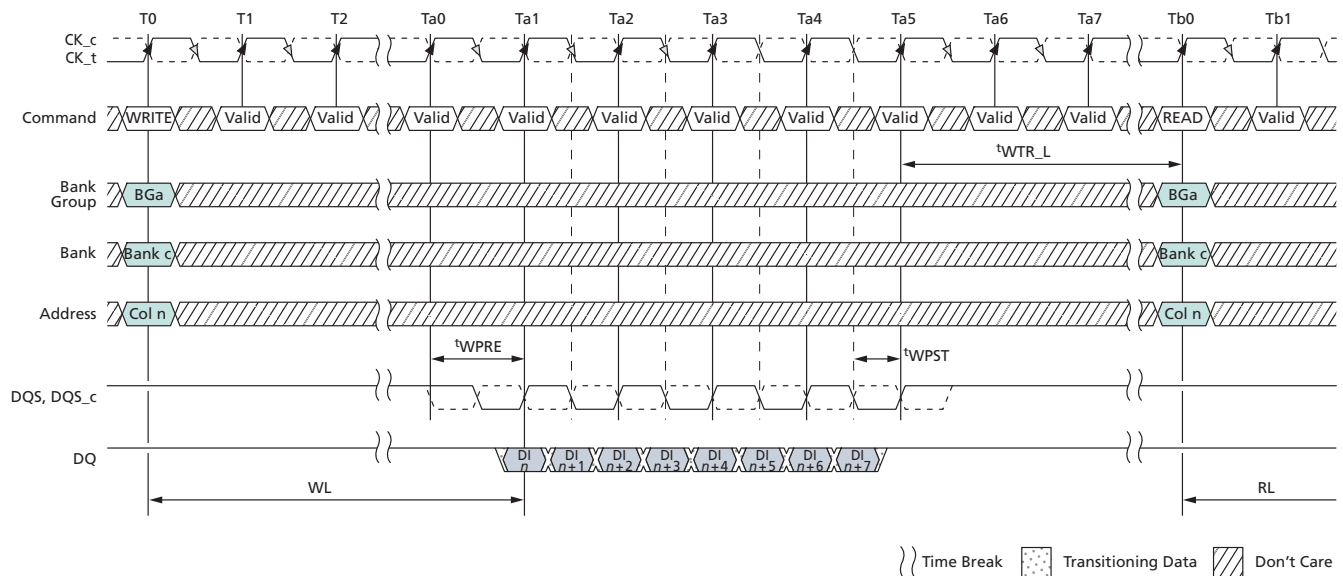 T0 T1 T2 Ta0 Ta1 Ta2 Ta3 Ta4 Ta5 Ta6 Ta7 Tb0 Tb1
CK_c
CK_t
Command WRITE Valid Valid Valid Valid Valid Valid Valid Valid Valid Valid READ Valid
tWTR_L
Bank
Group
BGa BGa
Bank Bank c Bank c
Address Col n Col n
tWPRE tWPST
DQS, DQS_c
DQ
DI DI DI DI DI DI DI DI
n n+1 n+2 n+3 n+4 n+5 n+6 n+7
WL RL
Time Break Transitioning Data Don't Care